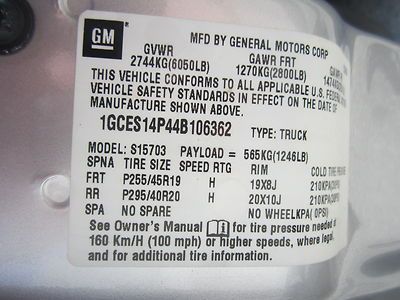 GM
MFD BY GENERAL MOTORS CORP
GVWR GAWR FRT
2744KG(6050LB) 1270KG(2800LB)
THIS VEHICLE CONFORMS TO ALL APPLICABLE U.S. FEDERAL
VEHICLE SAFETY STANDARDS IN EFFECT ON THE DATE OF
MANUFACTURE SHOWN ABOVE.
1GCES14P44B106362 TYPE: TRUCK
MODEL: S15703 PAYLOAD = 565KG(1246LB)
SPNA TIRE SIZE SPEED RTG RIM COLD TIRE
FRT P255/45R19 H 19X8J
RR P295/40R20 H 20X10J
SPA NO SPARE NO WHEEL
See Owner's Manual for tire pressure needed at
160 Km/H (100 mph) or higher speeds, where legal,
and for additional tire information.